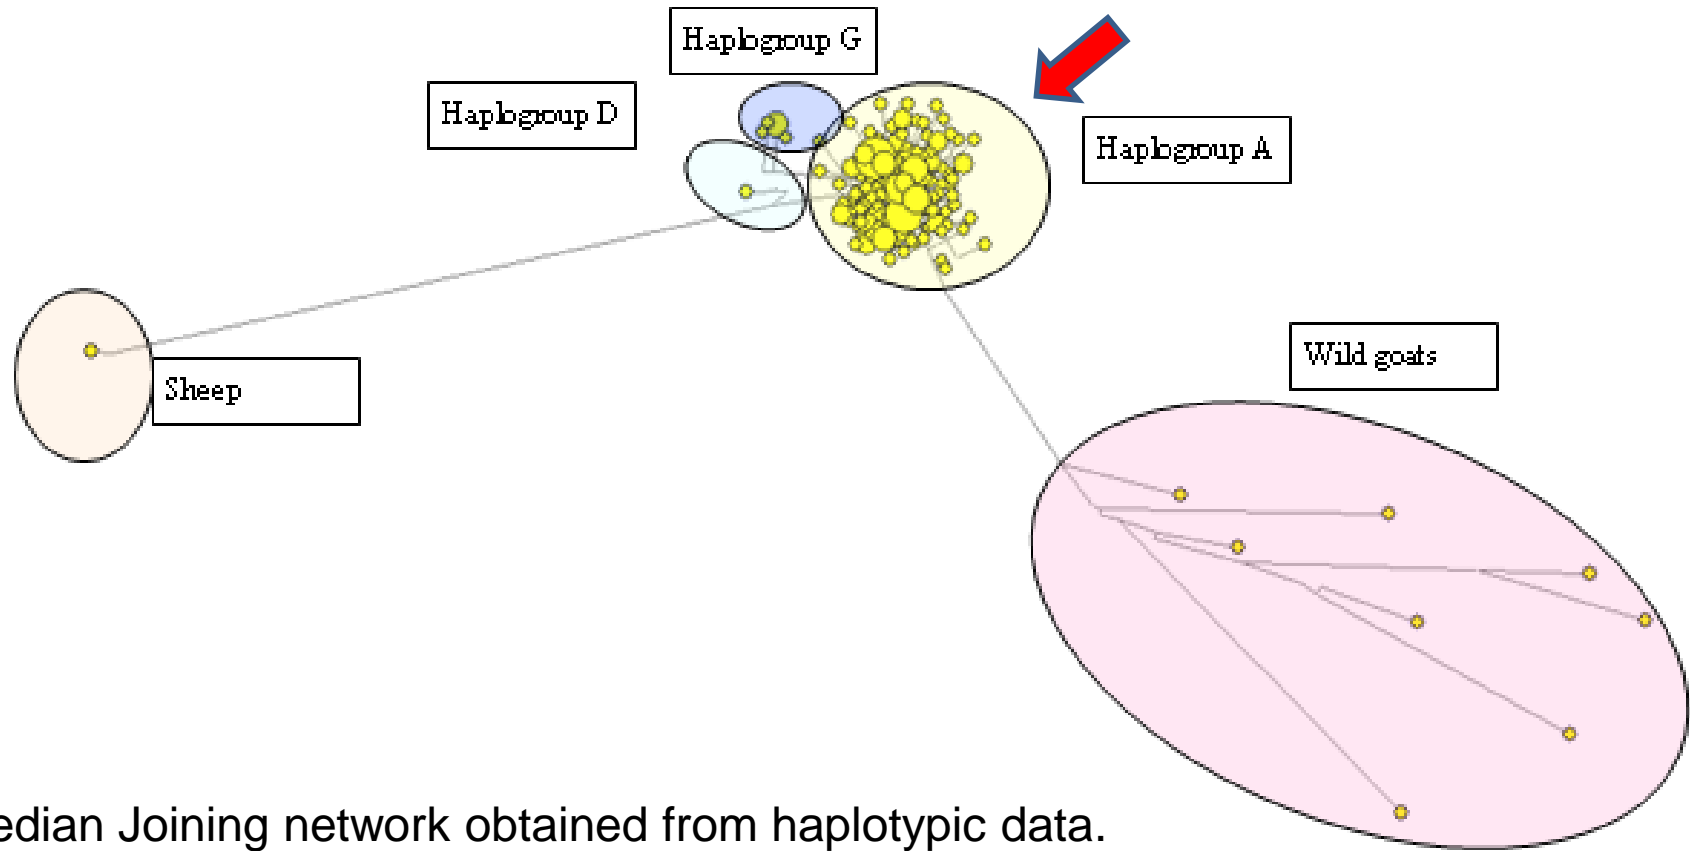 Haplogroup G
Haplogroup D
Haplogroup A
Wild goats
Sheep
edian Joining network obtained from haplotypic data.